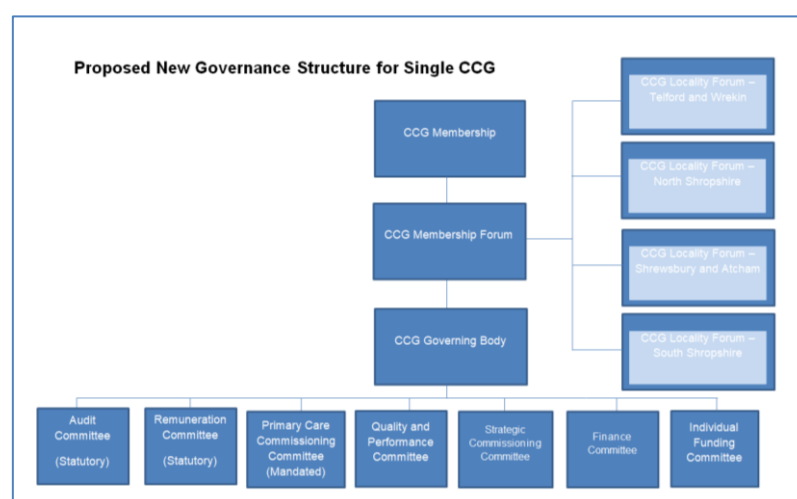 Proposed New Governance Structure for Single CCG
CCG Membership
CCG Membership Forum
CCG Governing Body
CCG Locality Forum –
Telford and Wrekin
CCG Locality Forum –
North Shropshire
CCG Locality Forum –
Shrewsbury and Atcham
CCG Locality Forum –
South Shropshire
Audit
Committee
(Statutory)
Remuneration
Committee
(Statutory)
Primary Care
Commissioning
Committee
(Mandated)
Quality and
Performance
Committee
Strategic
Commissioning
Committee
Finance
Committee
Individual
Funding
Committee